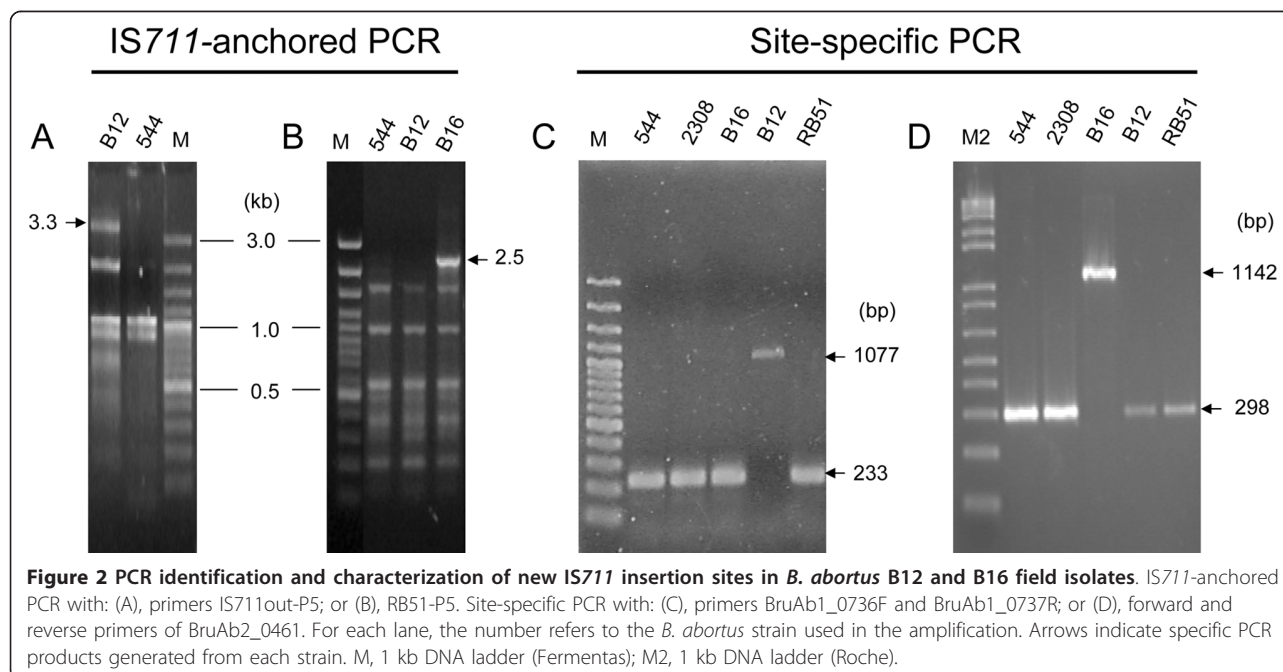 IS711-anchored PCR
Site-specific PCR
A
B12
544
M
B
M
544
B12
B16
C
M
544
2308
B16
B12
RB51
D
M2
544
2308
B16
B12
RB51
3.3
(kb)
3.0
1.0
0.5
2.5
(bp)
1077
233
(bp)
1142
298
Figure 2 PCR identification and characterization of new IS711 insertion sites in B. abortus B12 and B16 field isolates. IS711-anchored
PCR with: (A), primers IS711out-P5; or (B), RB51-P5. Site-specific PCR with: (C), primers BruAb1_0736F and BruAb1_0737R; or (D), forward and
reverse primers of BruAb2_0461. For each lane, the number refers to the B. abortus strain used in the amplification. Arrows indicate specific PCR
products generated from each strain. M, 1 kb DNA ladder (Fermentas); M2, 1 kb DNA ladder (Roche).